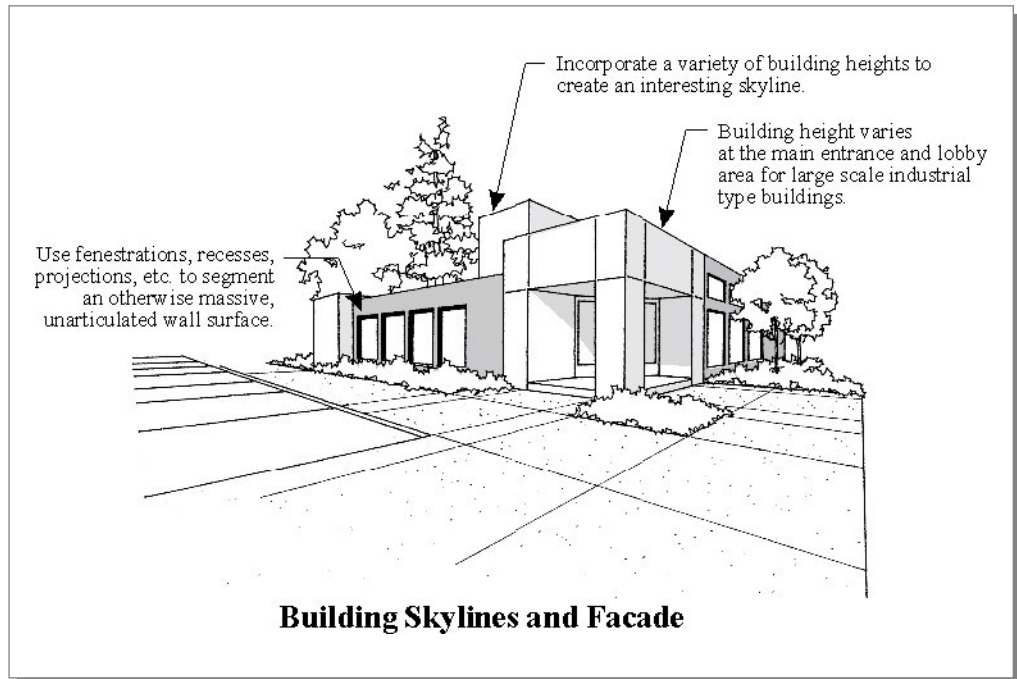 Incorporate a variety of building heights to
create an interesting skyline.
Building height varies
at the main entrance and lobby
area for large scale industrial
type buildings.
Use fenestrations, recesses,
projections, etc. to segment
an otherwise massive,
unarticulated wall surface.
Building Skylines and Facade